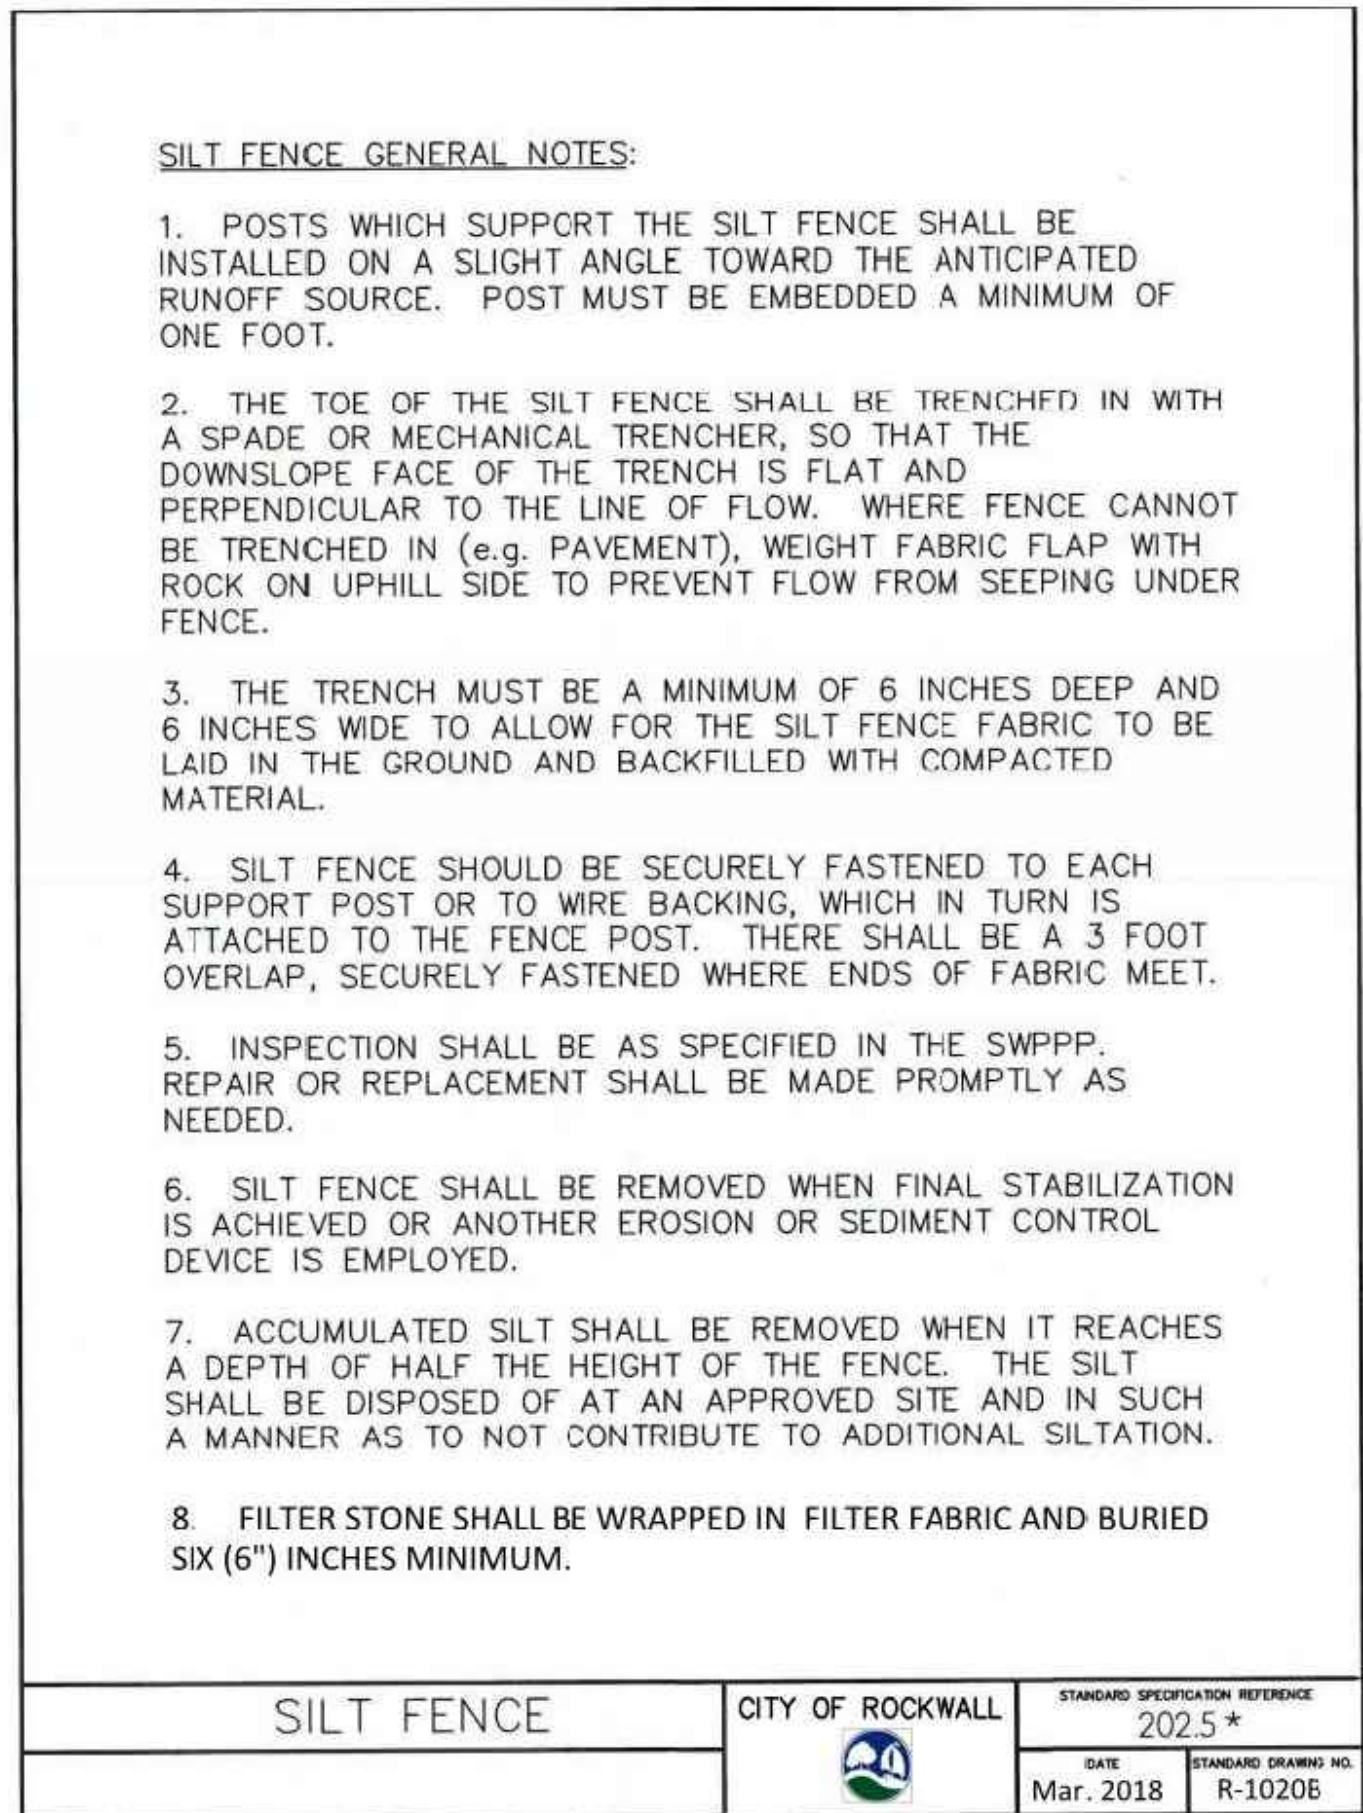 SILT FENCE GENERAL NOTES:
1. POSTS WHICH SUPPORT THE SILT FENCE SHALL BE
INSTALLED ON A SLIGHT ANGLE TOWARD THE ANTICIPATED
RUNOFF SOURCE. POST MUST BE EMBEDDED A MINIMUM OF
ONE FOOT.
2. THE TOE OF THE SILT FENCE SHALL BE TRENCHED IN WITH
A SPADE OR MECHANICAL TRENCHER, SO THAT THE
DOWNSLOPE FACE OF THE TRENCH IS FLAT AND
PERPENDICULAR TO THE LINE OF FLOW. WHERE FENCE CANNOT
BE TRENCHED IN (e.g. PAVEMENT), WEIGHT FABRIC FLAP WITH
ROCK ON UPHILL SIDE TO PREVENT FLOW FROM SEEPING UNDER
FENCE.
3. THE TRENCH MUST BE A MINIMUM OF 6 INCHES DEEP AND
6 INCHES WIDE TO ALLOW FOR THE SILT FENCE FABRIC TO BE
LAID IN THE GROUND AND BACKFILLED WITH COMPACTED
MATERIAL.
4. SILT FENCE SHOULD BE SECURELY FASTENED TO EACH
SUPPORT POST OR TO WIRE BACKING, WHICH IN TURN IS
ATTACHED TO THE FENCE POST. THERE SHALL BE A 3 FOOT
OVERLAP, SECURELY FASTENED WHERE ENDS OF FABRIC MEET.
5. INSPECTION SHALL BE AS SPECIFIED IN THE SWPPP.
REPAIR OR REPLACEMENT SHALL BE MADE PROMPTLY AS
NEEDED.
6. SILT FENCE SHALL BE REMOVED WHEN FINAL STABILIZATION
IS ACHIEVED OR ANOTHER EROSION OR SEDIMENT CONTROL
DEVICE IS EMPLOYED.
7. ACCUMULATED SILT SHALL BE REMOVED WHEN IT REACHES
A DEPTH OF HALF THE HEIGHT OF THE FENCE. THE SILT
SHALL BE DISPOSED OF AT AN APPROVED SITE AND IN SUCH
A MANNER AS TO NOT CONTRIBUTE TO ADDITIONAL SILTATION.
8. FILTER STONE SHALL BE WRAPPED IN FILTER FABRIC AND BURIED
SIX (6") INCHES MINIMUM.
SILT FENCE
CITY OF ROCKWALL
STANDARD SPECIFICATION REFERENCE
202.5 *
DATE
Mar. 2018
STANDARD DRAWING NO.
R-1020B